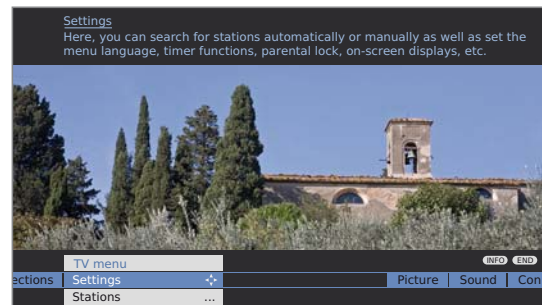 Settings
Here, you can search for stations automatically or manually as well as set the
menu language, timer functions, parental lock, on-screen displays, etc.
TV menu
INFO END
ections Settings Picture Sound Con
Stations ...